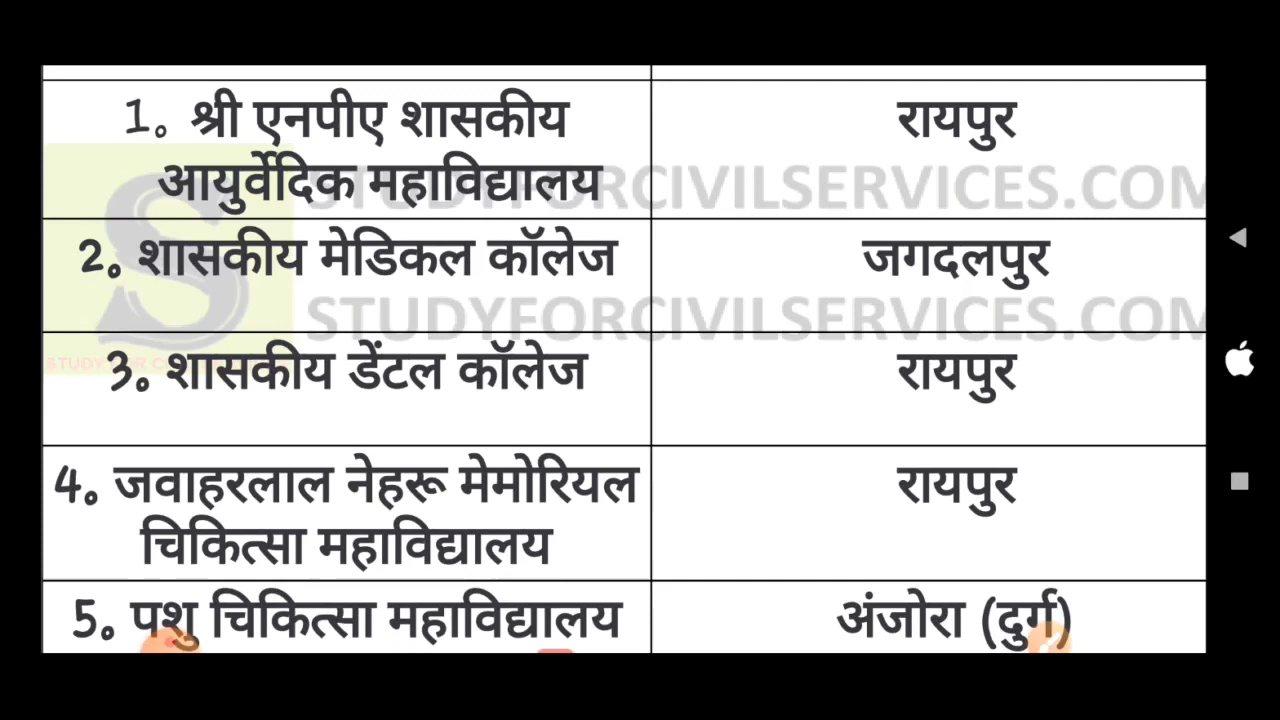 1. श्री एनपीए शासकीय
आयुर्वेदिक महाविद्यालय
रायपुर
STUDYFORCIVILSERVICES.COM
2. शासकीय मेडिकल कॉलेज
जगदलपुर
STUDYFORCIVILSERVICES.COM
3. शासकीय डेंटल कॉलेज
रायपुर
4. जवाहरलाल नेहरू मेमोरियल
चिकित्सा महाविद्यालय
रायपुर
5. पशु चिकित्सा महाविद्यालय
अंजोरा (दुर्ग)